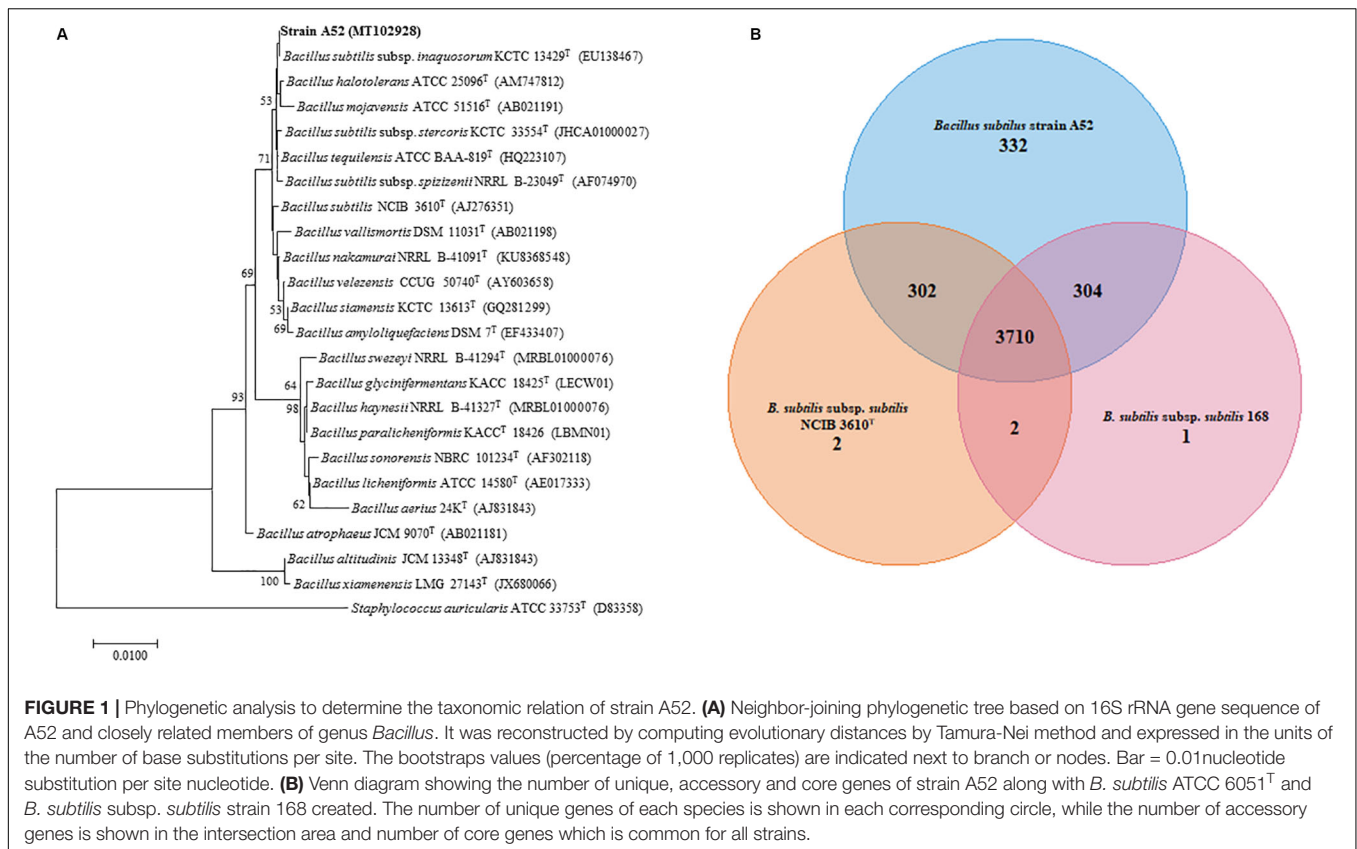 A
Strain A52 (MT102928)
Bacillus subtilis subsp. inaquosorum KCTC 13429T (EU138467)
Bacillus halotolerans ATCC 25096T (AM747812)
53
Bacillus mojavensis ATCC 51516T (AB021191)
Bacillus subtilis subsp. stercoris KCTC 33554T (JHCA01000027)
71
Bacillus tequilensis ATCC BAA-819T (HQ223107)
Bacillus subtilis subsp. spizizenii NRRL B-23049T (AF074970)
Bacillus subtilis NCIB 3610T (AJ276351)
Bacillus vallismortis DSM 11031T (AB021198)
Bacillus nakamurai NRRL B-41091T (KU8368548)
69
Bacillus velezensis CCUG 50740T (AY603658)
53
Bacillus siamensis KCTC 13613T (GQ281299)
69
Bacillus amyloliquefaciens DSM 7T (EF433407)
Bacillus swezeyi NRRL B-41294T (MRBL01000076)
64
Bacillus glycinifermentans KACC 18425T (LECW01)
93
98
Bacillus haynesii NRRL B-41327T (MRBL01000076)
Bacillus paralicheniformis KACCT 18426 (LBMN01)
Bacillus sonorensis NBRC 101234T (AF302118)
Bacillus licheniformis ATCC 14580T (AE017333)
62
Bacillus aerius 24KT (AJ831843)
Bacillus atrophaeus JCM 9070T (AB021181)
Bacillus altitudinis JCM 13348T (AJ831843)
100
Bacillus xiamenensis LMG 27143T (JX680066)
Staphylococcus auricularis ATCC 33753T (D83358)
0.0100
B
Bacillus subtilus strain A52
332
302
304
3710
B. subtilis subsp. subtilis
NCIB 3610T
2
2
B. subtilis subsp. subtilis 168
1
FIGURE 1 | Phylogenetic analysis to determine the taxonomic relation of strain A52. (A) Neighbor-joining phylogenetic tree based on 16S rRNA gene sequence of
A52 and closely related members of genus Bacillus. It was reconstructed by computing evolutionary distances by Tamura-Nei method and expressed in the units of
the number of base substitutions per site. The bootstraps values (percentage of 1,000 replicates) are indicated next to branch or nodes. Bar = 0.01nucleotide
substitution per site nucleotide. (B) Venn diagram showing the number of unique, accessory and core genes of strain A52 along with B. subtilis ATCC 6051T and
B. subtilis subsp. subtilis strain 168 created. The number of unique genes of each species is shown in each corresponding circle, while the number of accessory
genes is shown in the intersection area and number of core genes which is common for all strains.